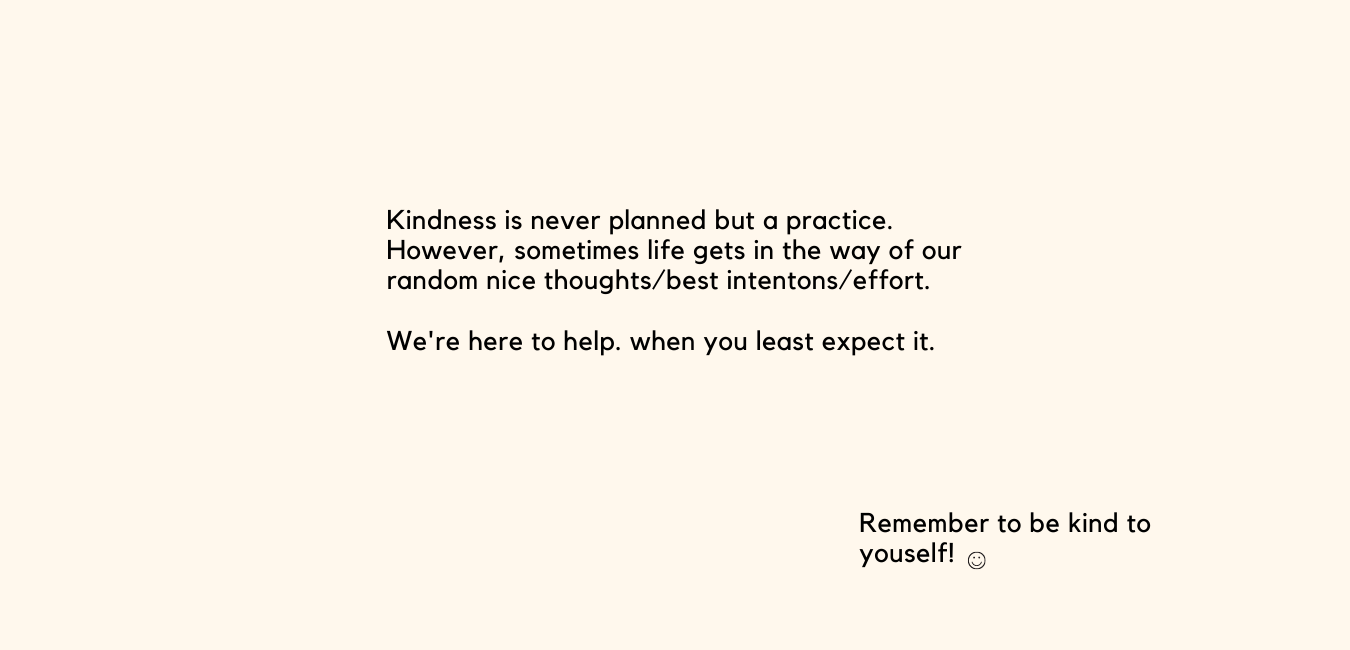 Kindness is never planned but a practice.
However, sometimes life gets in the way of our
random nice thoughts/best intentons/effort.
We're here to help. when you least expect it.
Remember to be kind to
youself! ☺